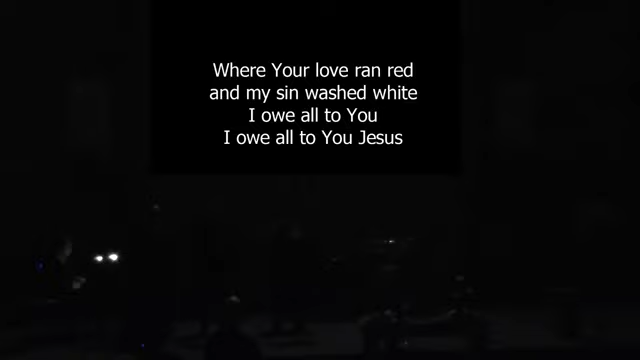 Where Your love ran red
and my sin washed white
I owe all to You
I owe all to You Jesus